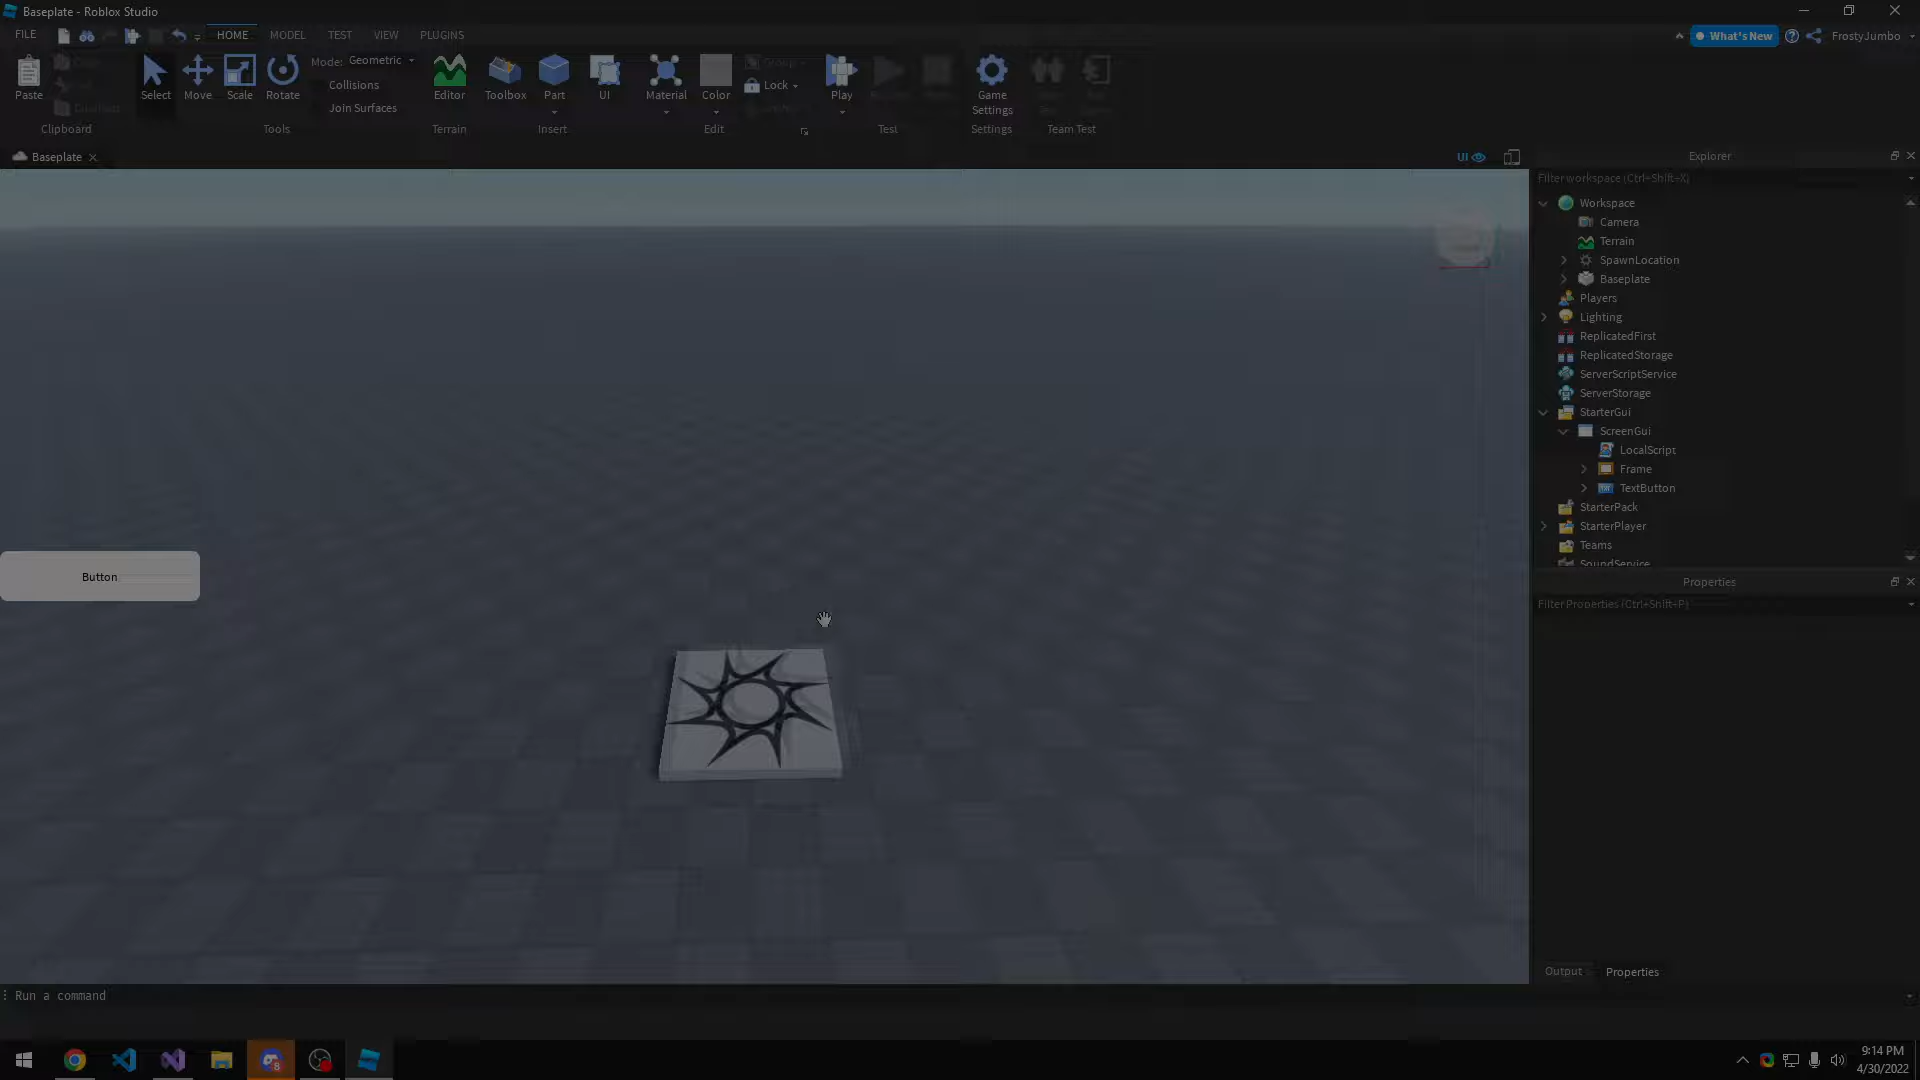 Baseplate - Roblox Studio
FILE
HOME
MODEL
TEST
VIEW
PLUGINS
What's New
FrostyJumbo
Paste
Clipboard
Select
Move
Scale
Rotate
Tools
Mode: Geometric
Collisions
Join Surfaces
Editor
Terrain
Toolbox
Part
UI
Insert
Material
Color
Group
Lock
Edit
Play
Test
Game
Settings
Settings
Team Test
Baseplate
UI
Explorer
Filter workspace (Ctrl+Shift+X)
Workspace
Camera
Terrain
SpawnLocation
Baseplate
Players
Lighting
ReplicatedFirst
ReplicatedStorage
ServerScriptService
ServerStorage
StarterGui
ScreenGui
LocalScript
Frame
TextButton
StarterPack
StarterPlayer
Teams
SoundService
Button
Properties
Filter Properties (Ctrl+Shift+P)
Output
Properties
Run a command
9:14 PM
4/30/2022